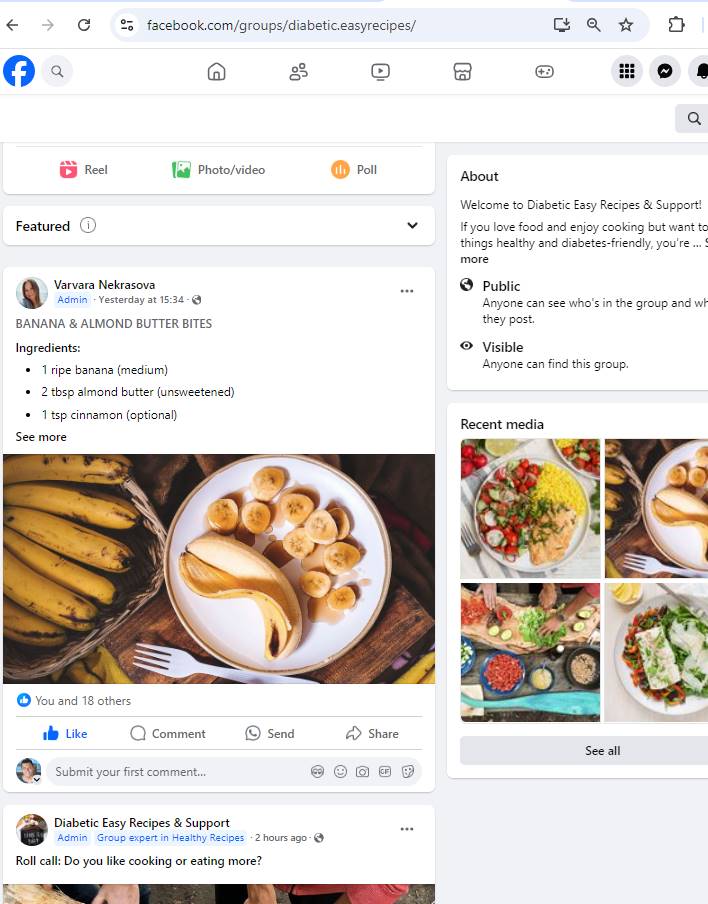 facebook.com/groups/diabetic.easyrecipes/
Reel
Photo/video
Poll
Featured
Varvara Nekrasova
Admin · Yesterday at 15:34 ·
BANANA & ALMOND BUTTER BITES
Ingredients:
• 1 ripe banana (medium)
• 2 tbsp almond butter (unsweetened)
• 1 tsp cinnamon (optional)
See more
You and 18 others
Like
Comment
Send
Share
Submit your first comment...
GIF
Diabetic Easy Recipes & Support
Admin Group expert in Healthy Recipes · 2 hours ago ·
Roll call: Do you like cooking or eating more?
About
Welcome to Diabetic Easy Recipes & Support!
If you love food and enjoy cooking but want to
things healthy and diabetes-friendly, you're ... S
more
Public
Anyone can see who's in the group and wh
they post.
Visible
Anyone can find this group.
Recent media
See all